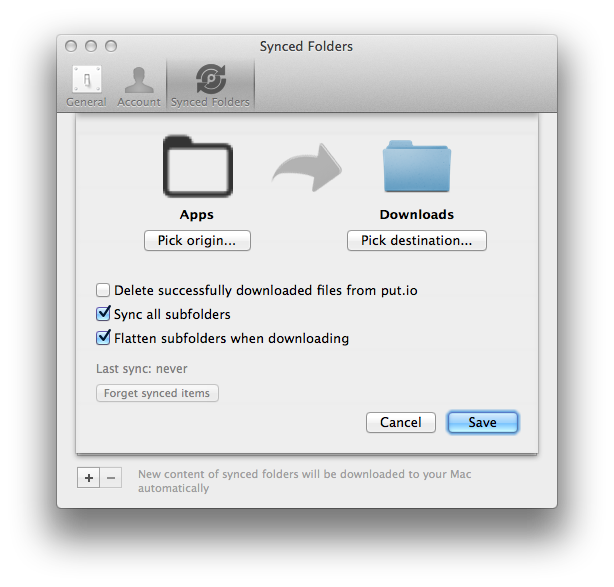 Synced Folders
General Account Synced Folders
Apps Downloads
Pick origin... Pick destination...
Delete successfully downloaded files from put.io
Sync all subfolders
Flatten subfolders when downloading
Last sync: never
Forget synced items
Cancel Save
+ − New content of synced folders will be downloaded to your Mac
automatically